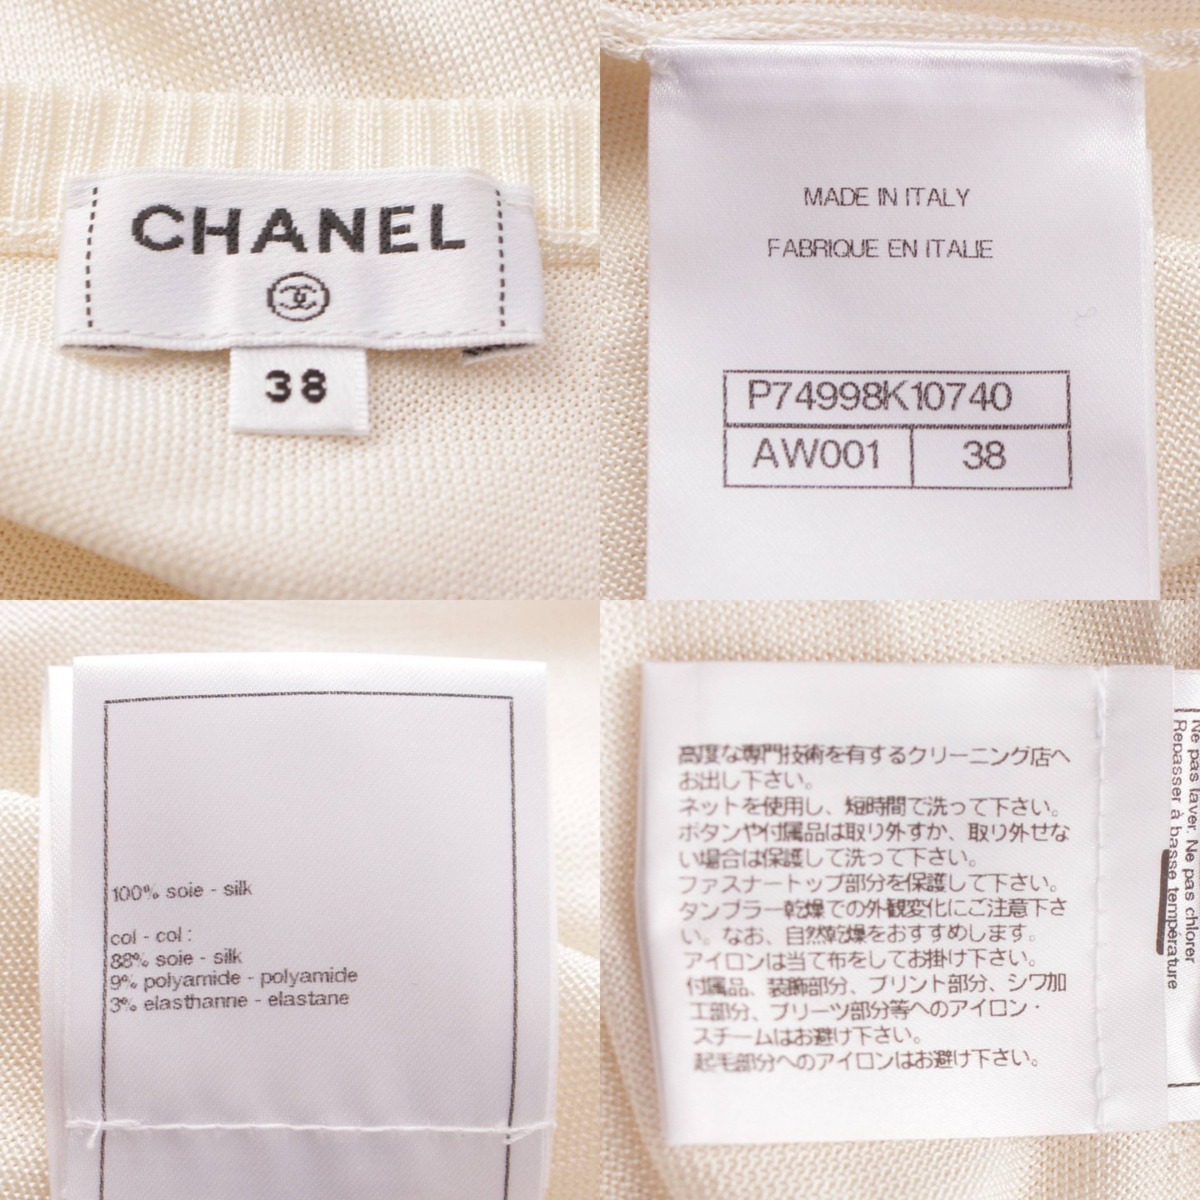 CHANEL
38
MADE IN ITALY
FABRIQUE EN ITALIE
P74998K10740
AW001 38
100% soie - silk
col - col :
88% soie - silk
9% polyamide - polyamide
3% elasthanne - elastane
高度な専門技術を有するクリーニング店へ
お出し下さい。
ネットを使用し、短時間で洗って下さい。
ボタンや付属品は取り外すか、取り外せな
い場合は保護して洗って下さい。
ファスナートップ部分を保護して下さい。
タンブラー乾燥での外観変化にご注意下さ
い。なお、自然乾燥をおすすめします。
アイロンは当て布をしてお掛け下さい。
付属品、装飾部分、プリント部分、シワ加
工部分、プリーツ部分等へのアイロン・
スチームはお避け下さい。
起毛部分へのアイロンはお避け下さい。
Ne pas laver. Ne pas chlorer
Repasser à basse température